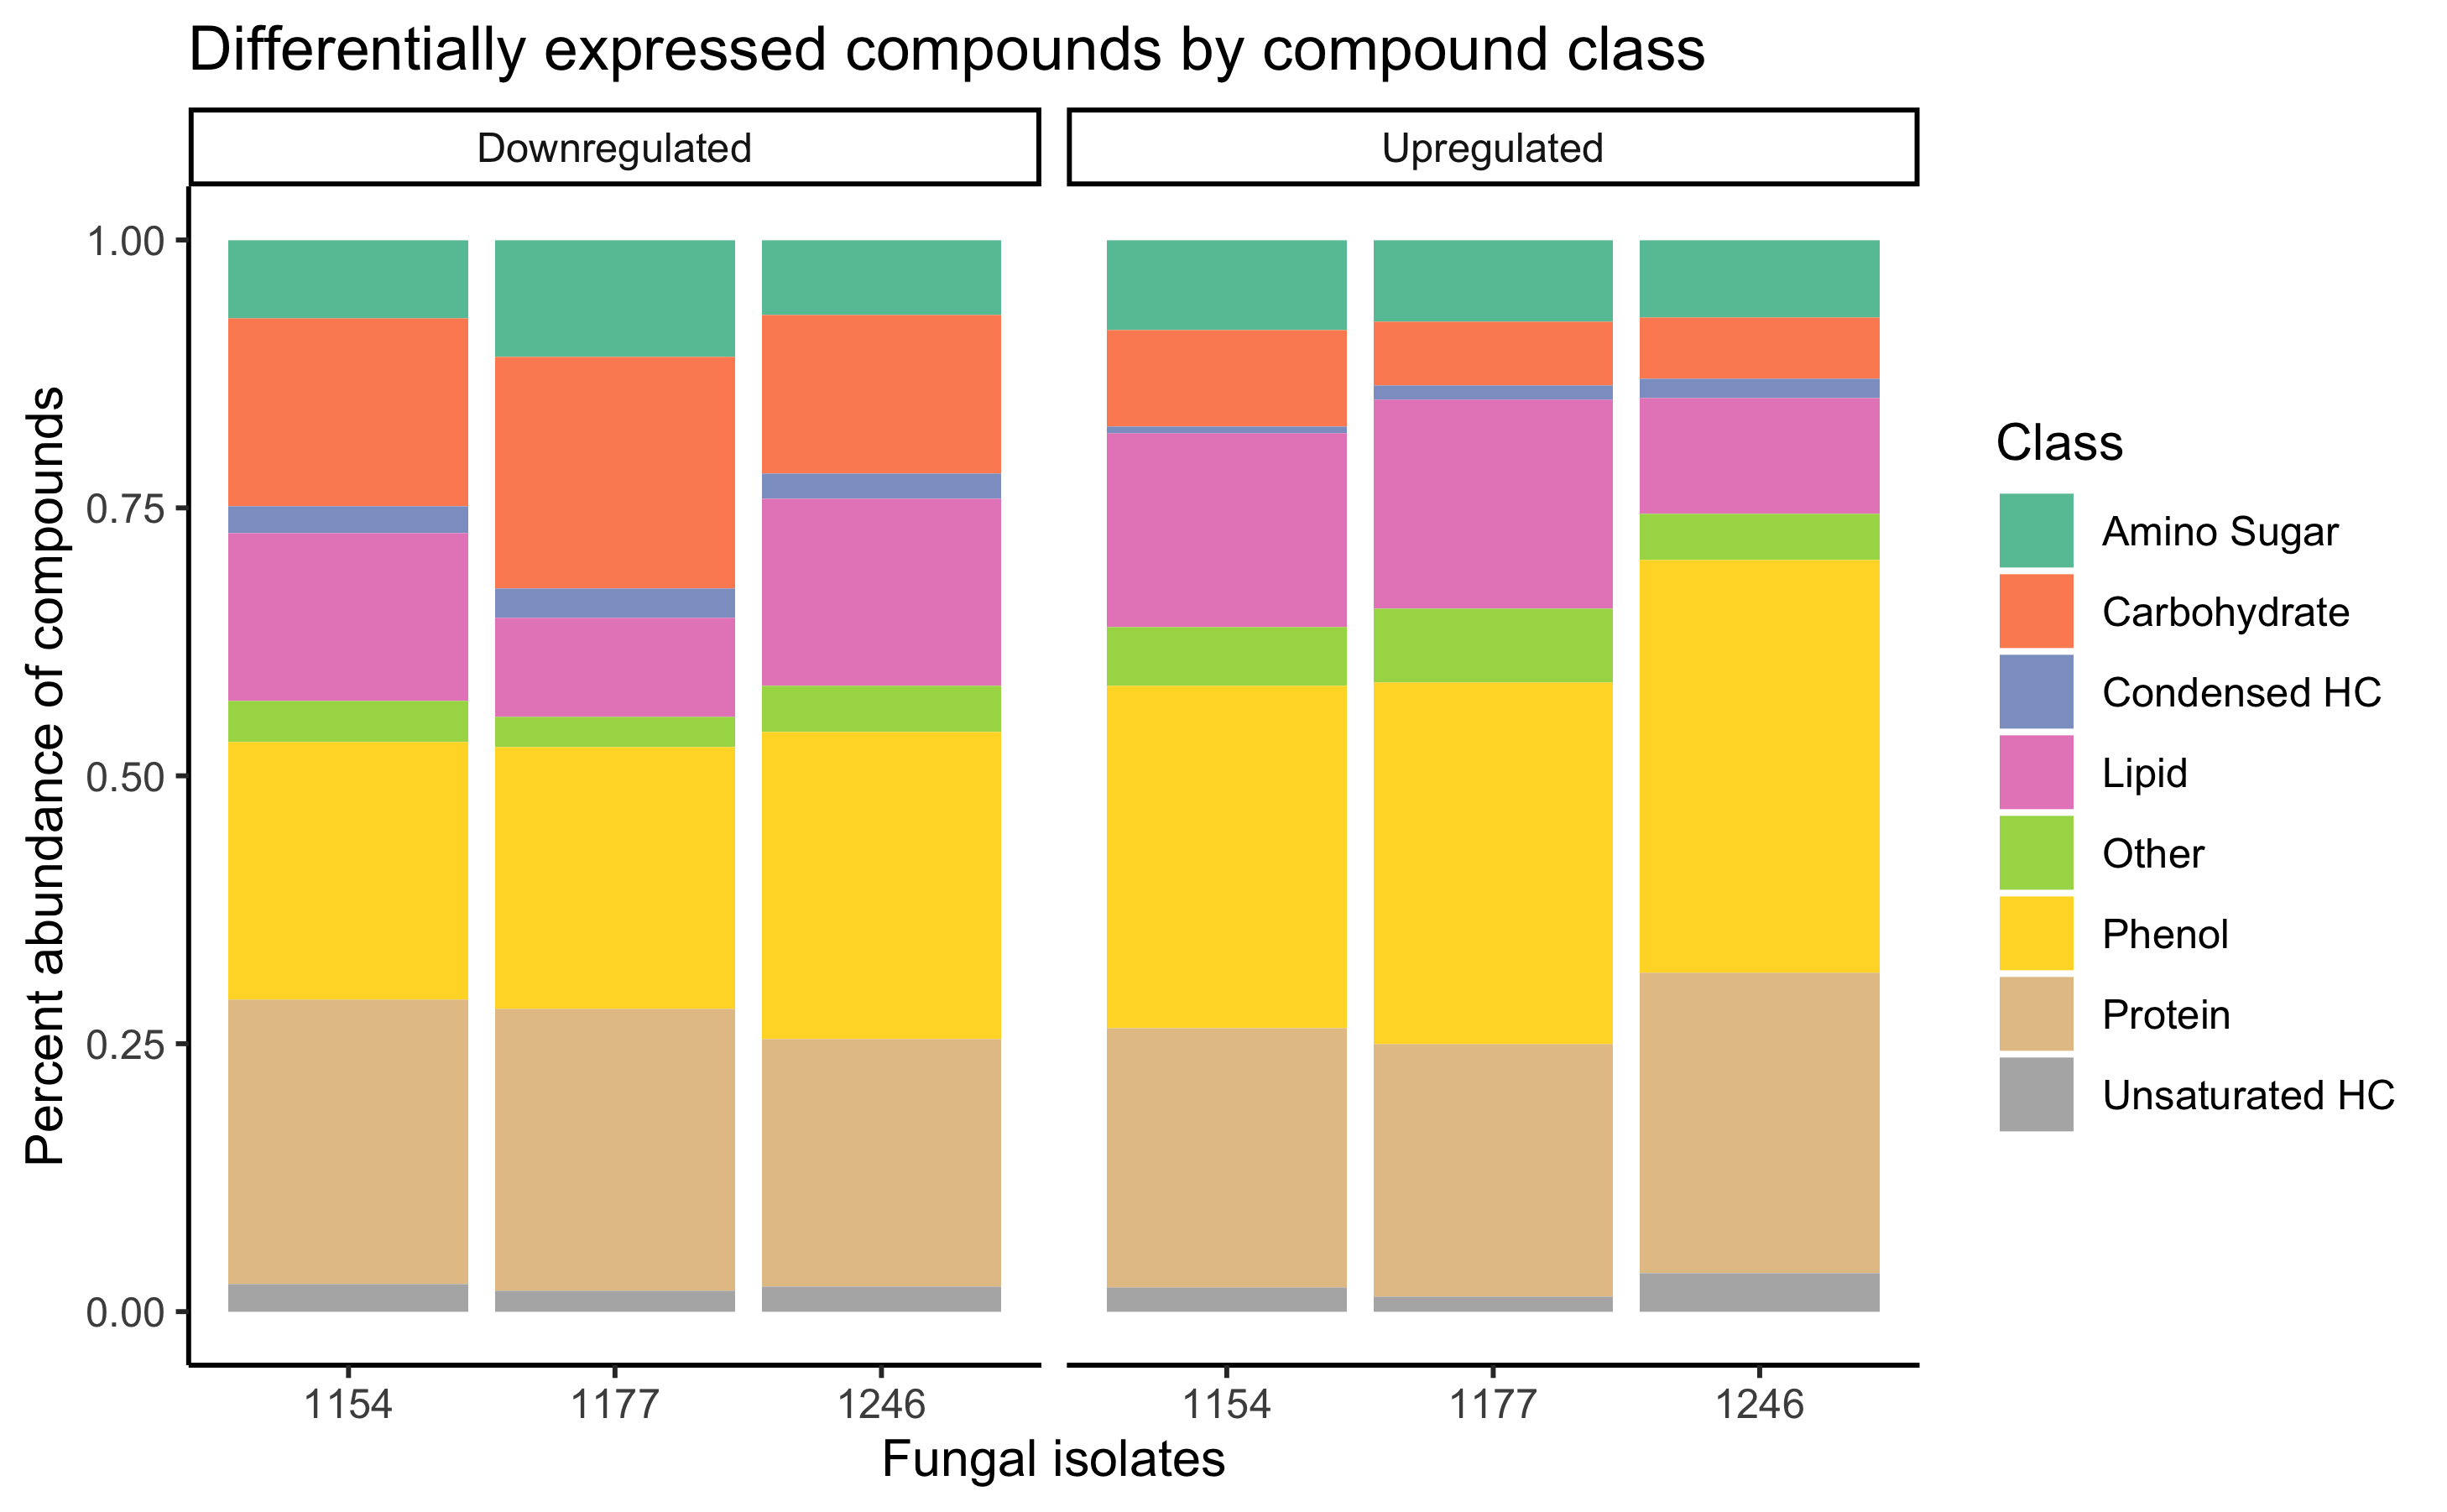 Differentially expressed compounds by compound class
Downregulated
Upregulated
Percent abundance of compounds
1.00
0.75
0.50
0.25
0.00
1154
1177
1246
1154
1177
1246
Fungal isolates
Class
Amino Sugar
Carbohydrate
Condensed HC
Lipid
Other
Phenol
Protein
Unsaturated HC